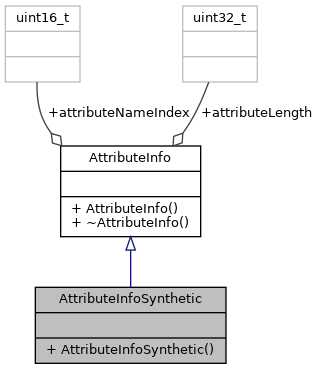 uint16_t
uint32_t
+attributeNameIndex
+attributeLength
AttributeInfo
+ AttributeInfo()
+ ~AttributeInfo()
AttributeInfoSynthetic
+ AttributeInfoSynthetic()